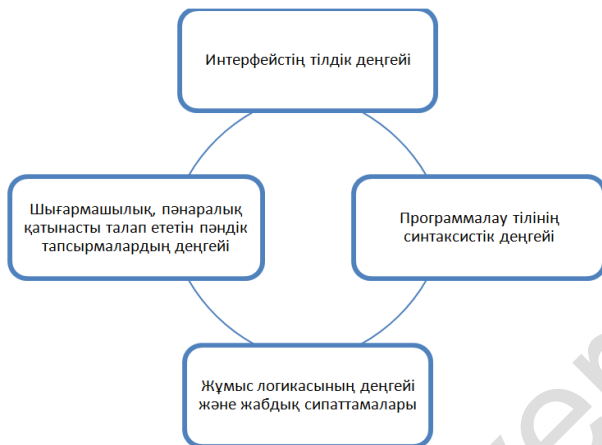 Интерфейстің тілдік деңгейі
Шығармашылық, пәнаралық
қатынасты талап ететін пәндік
тапсырмалардың деңгейі
Программалау тілінің
синтаксистік деңгейі
Жұмыс логикасының деңгейі
және жабдық сипаттамалары